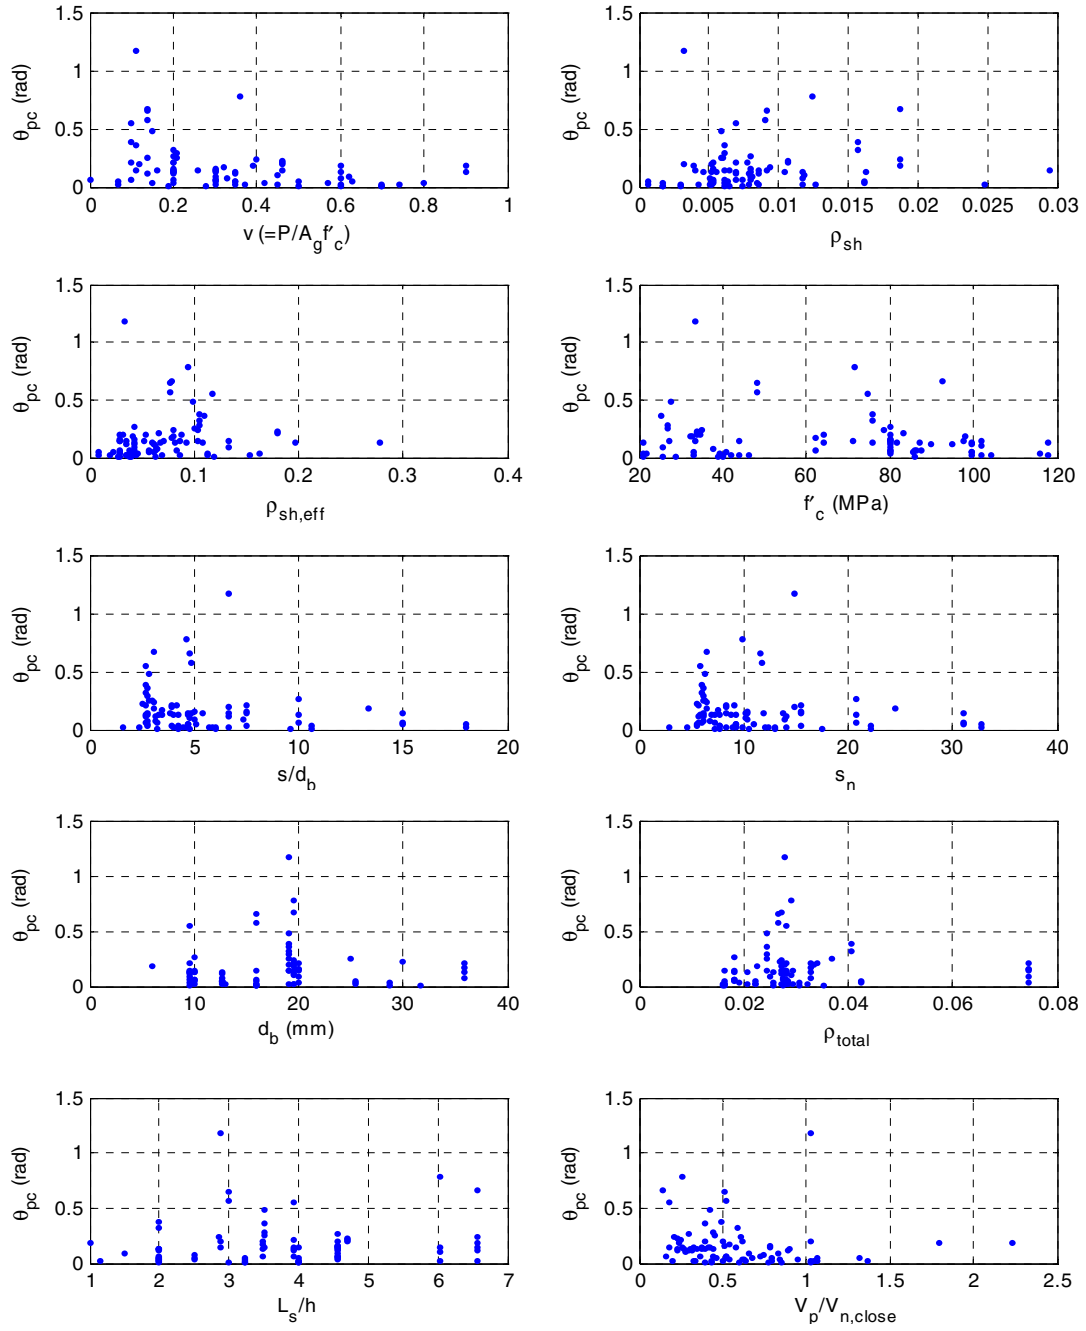 1.5
1
0.5
0
θpc (rad)
0 0.2 0.4 0.6 0.8 1
v (=P/Agf′c)
1.5
1
0.5
0
θpc (rad)
0 0.005 0.01 0.015 0.02 0.025 0.03
ρsh
1.5
1
0.5
0
θpc (rad)
0 0.1 0.2 0.3 0.4
ρsh,eff
1.5
1
0.5
0
θpc (rad)
20 40 60 80 100 120
f′c (MPa)
1.5
1
0.5
0
θpc (rad)
0 5 10 15 20
s/db
1.5
1
0.5
0
θpc (rad)
0 10 20 30 40
sn
1.5
1
0.5
0
θpc (rad)
0 10 20 30 40
db (mm)
1.5
1
0.5
0
θpc (rad)
0 0.02 0.04 0.06 0.08
ρtotal
1.5
1
0.5
0
θpc (rad)
1 2 3 4 5 6 7
Ls/h
1.5
1
0.5
0
θpc (rad)
0 0.5 1 1.5 2 2.5
Vp/Vn,close